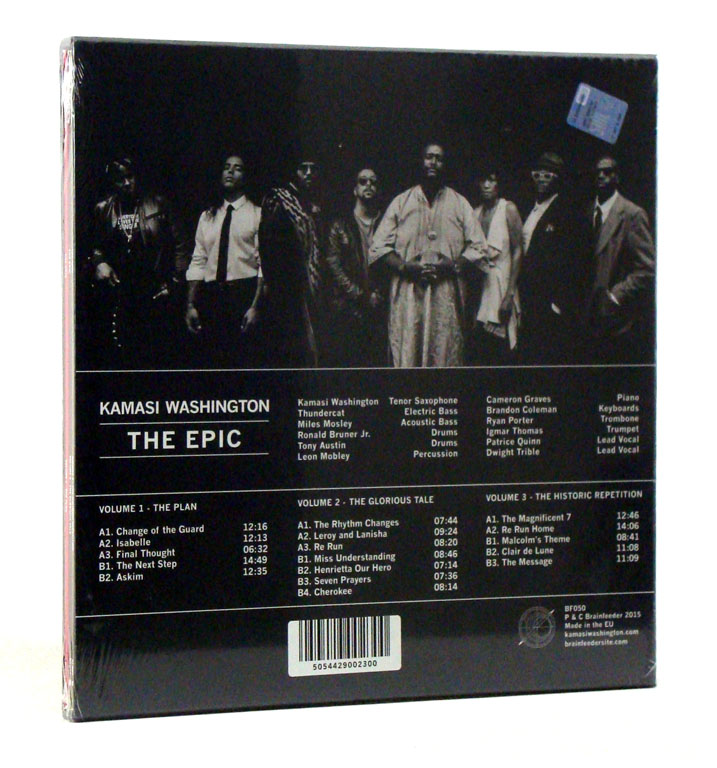 KAMASI WASHINGTON
THE EPIC
Kamasi Washington Tenor Saxophone
Thundercat Electric Bass
Miles Mosley Acoustic Bass
Ronald Bruner Jr. Drums
Tony Austin Drums
Leon Mobley Percussion
Cameron Graves Piano
Brandon Coleman Keyboards
Ryan Porter Trombone
Igmar Thomas Trumpet
Patrice Quinn Lead Vocal
Dwight Trible Lead Vocal
VOLUME 1 - THE PLAN
A1. Change of the Guard 12:16
A2. Isabelle 12:13
A3. Final Thought 06:32
B1. The Next Step 14:49
B2. Askim 12:35
VOLUME 2 - THE GLORIOUS TALE
A1. The Rhythm Changes 07:44
A2. Leroy and Lanisha 09:24
A3. Re Run 08:20
B1. Miss Understanding 08:46
B2. Henrietta Our Hero 07:14
B3. Seven Prayers 07:36
B4. Cherokee 08:14
VOLUME 3 - THE HISTORIC REPETITION
A1. The Magnificent 7 12:46
A2. Re Run Home 14:06
B1. Malcolm's Theme 08:41
B2. Clair de Lune 11:08
B3. The Message 11:09
5054429002300
BF050
P & C Brainfeeder 2015
Made in the EU
kamasiwashington.com
brainfeedersite.com